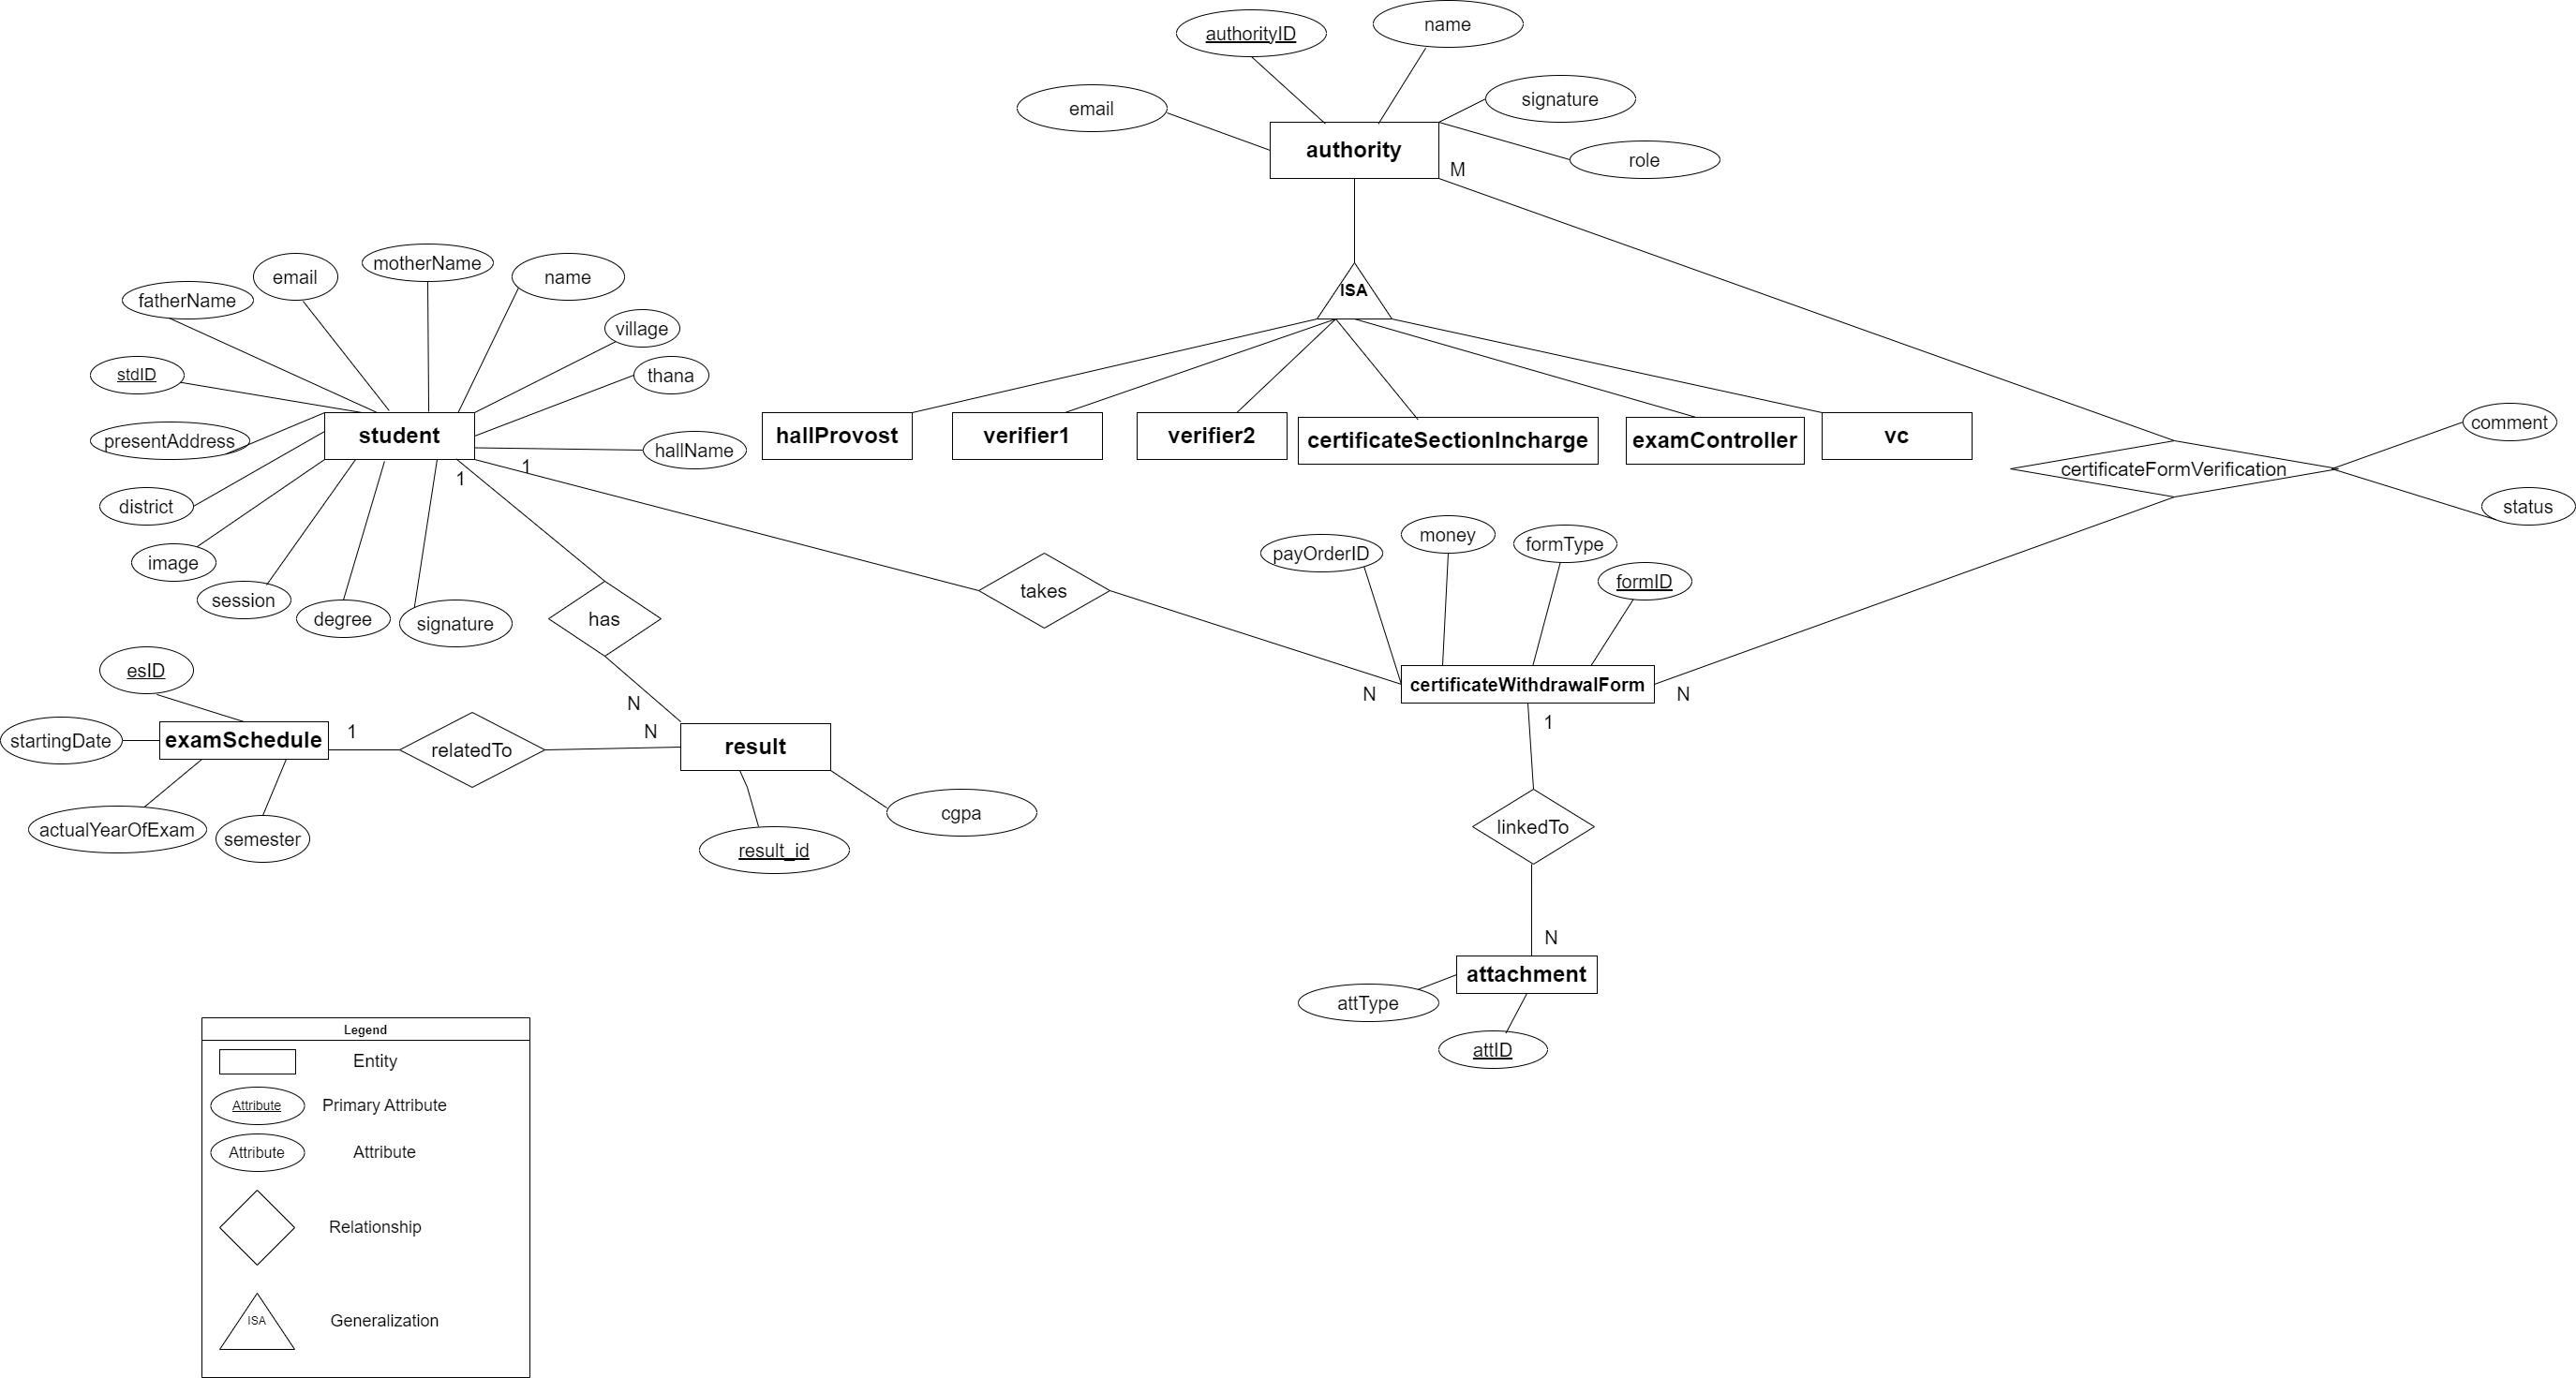 authorityID
name
email
signature
authority
role
M
ISA
hallProvost
verifier1
verifier2
certificateSectionIncharge
examController
vc
certificateFormVerification
comment
status
fatherName
email
motherName
name
village
thana
stdID
student
presentAddress
hallName
1
1
district
image
session
degree
signature
has
takes
payOrderID
money
formType
formID
certificateWithdrawalForm
N
N
1
esID
startingDate
examSchedule
1
relatedTo
N
N
result
actualYearOfExam
semester
result_id
cgpa
linkedTo
N
attachment
attType
attID
Legend
Entity
Attribute
Primary Attribute
Attribute
Attribute
Relationship
ISA
Generalization